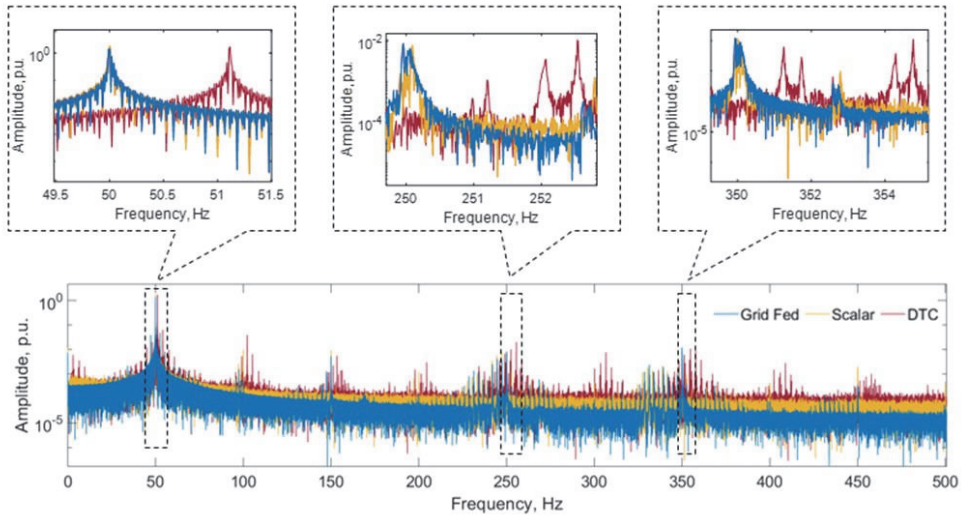 Amplitude, p.u.
10^0
49.5 50 50.5 51 51.5
Frequency, Hz
Amplitude, p.u.
10^-2
10^-4
250 251 252
Frequency, Hz
Amplitude, p.u.
10^-5
350 352 354
Frequency, Hz
Amplitude, p.u.
10^0
10^-5
Grid Fed Scalar DTC
0 50 100 150 200 250 300 350 400 450 500
Frequency, Hz